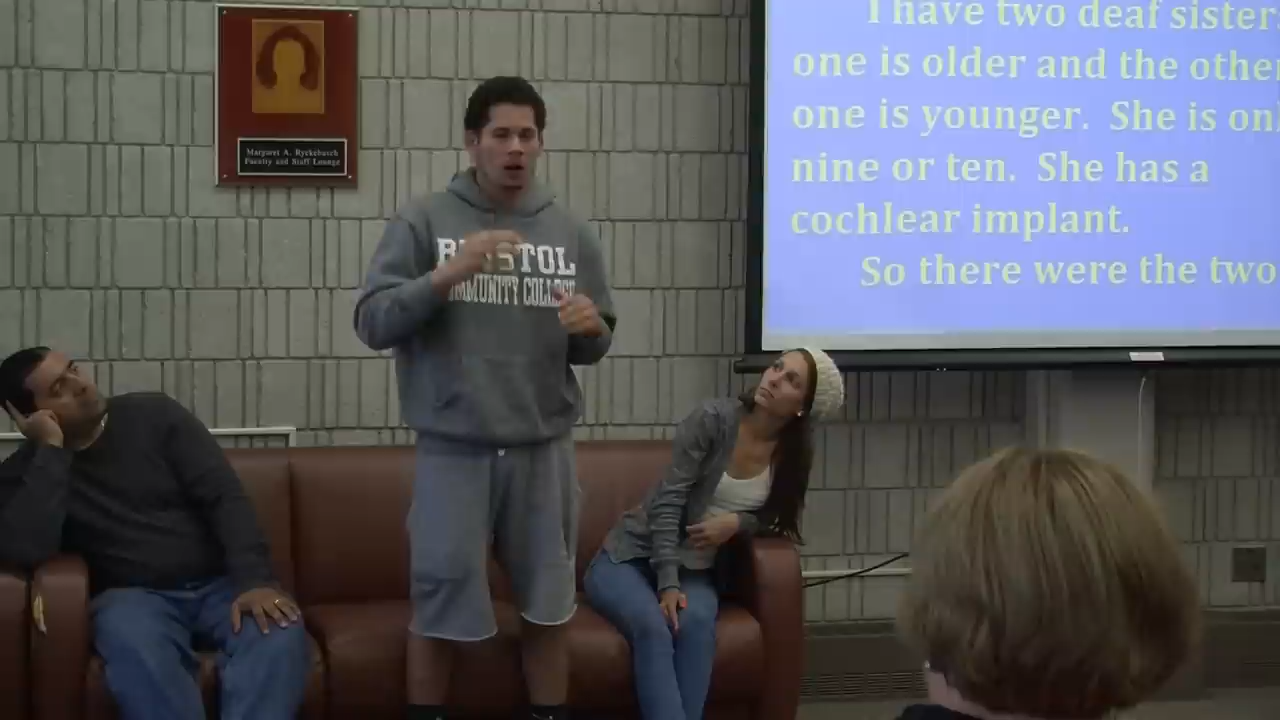 Margaret A. Ryckebusch
Faculty and Staff Lounge
BRISTOL
COMMUNITY COLLEGE
I have two deaf sister
one is older and the other
one is younger. She is
nine or ten. She has a
cochlear implant.
So there were the two